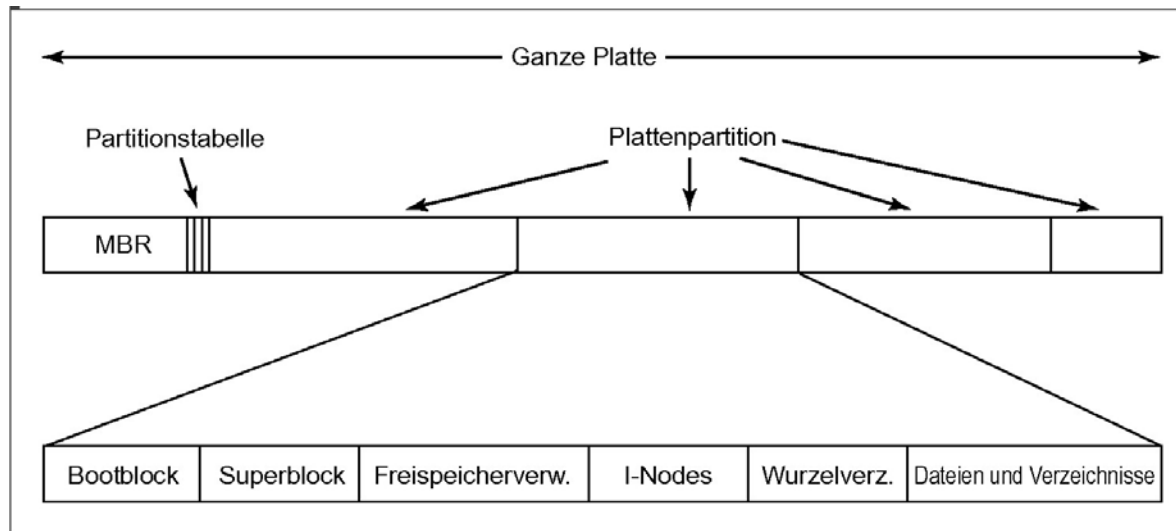 Ganze Platte
Partitionstabelle
Plattenpartition
MBR
Bootblock
Superblock
Freispeicherverw.
I-Nodes
Wurzelverz.
Dateien und Verzeichnisse